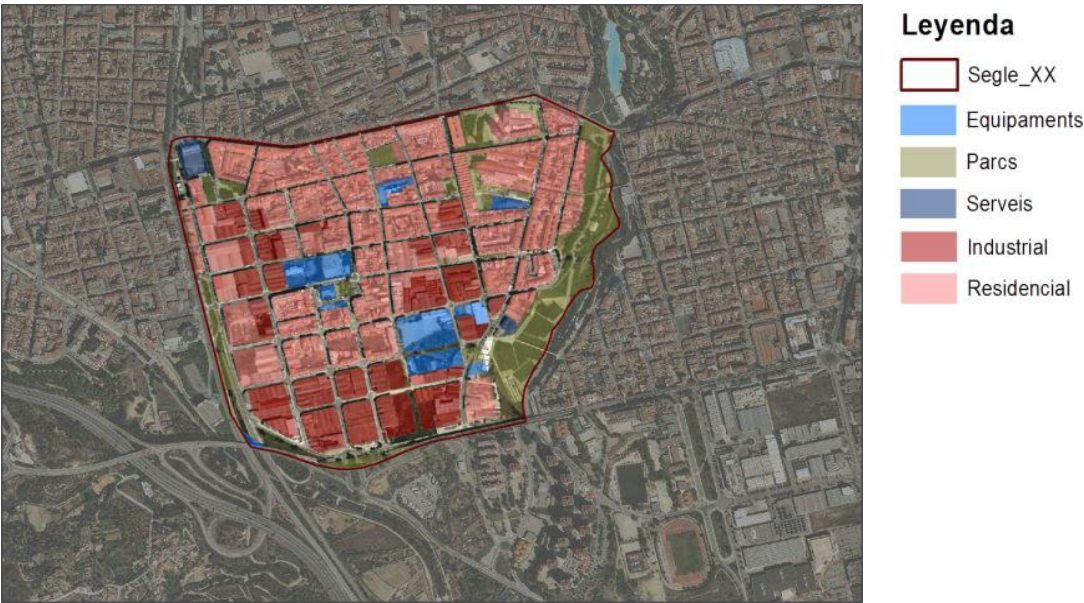 Leyenda
Segle_XX
Equipaments
Parcs
Serveis
Industrial
Residencial